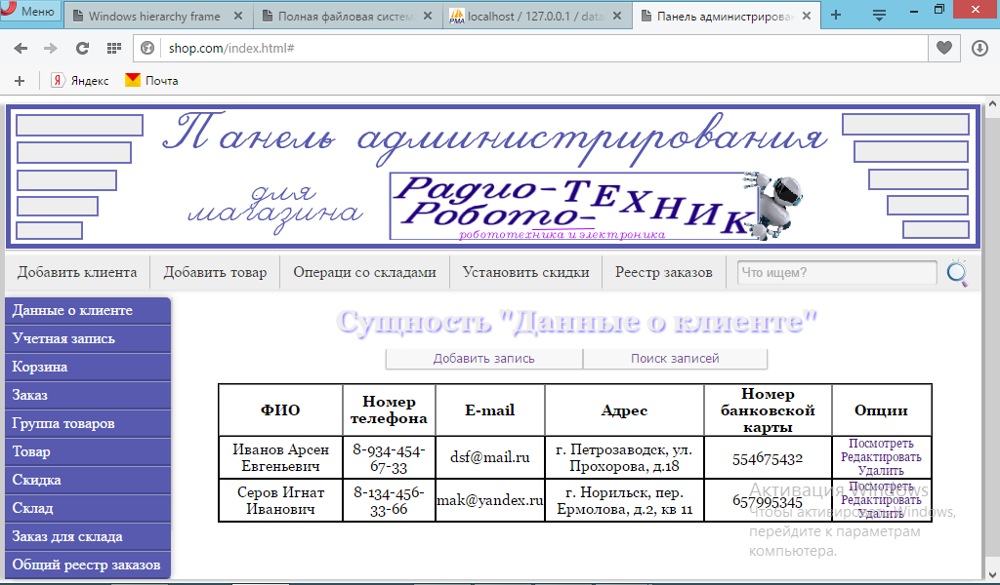 Меню
Windows hierarchy frame
Полная файловая систем
localhost / 127.0.0.1 / data
Панель администрирован
shop.com/index.html#
Яндекс
Почта
Панель администрирования
для магазина
Радио-ТЕХНИК
Робото-
робототехника и электроника
Добавить клиента
Добавить товар
Операци со складами
Установить скидки
Реестр заказов
Что ищем?
Данные о клиенте
Учетная запись
Корзина
Заказ
Группа товаров
Товар
Скидка
Склад
Заказ для склада
Общий реестр заказов
Сущность "Данные о клиенте"
Добавить запись
Поиск записей
ФИО
Номер
телефона
E-mail
Адрес
Номер
банковской
карты
Опции
Иванов Арсен
Евгеньевич
8-934-454-
67-33
dsf@mail.ru
г. Петрозаводск, ул.
Прохорова, д.18
554675432
Посмотреть
Редактировать
Удалить
Серов Игнат
Иванович
8-134-456-
33-66
mak@yandex.ru
г. Норильск, пер.
Ермолова, д.2, кв 11
657995345
Посмотреть
Редактировать
Удалить
Активация Windows
Чтобы активировать Windows,
перейдите к параметрам
компьютера.